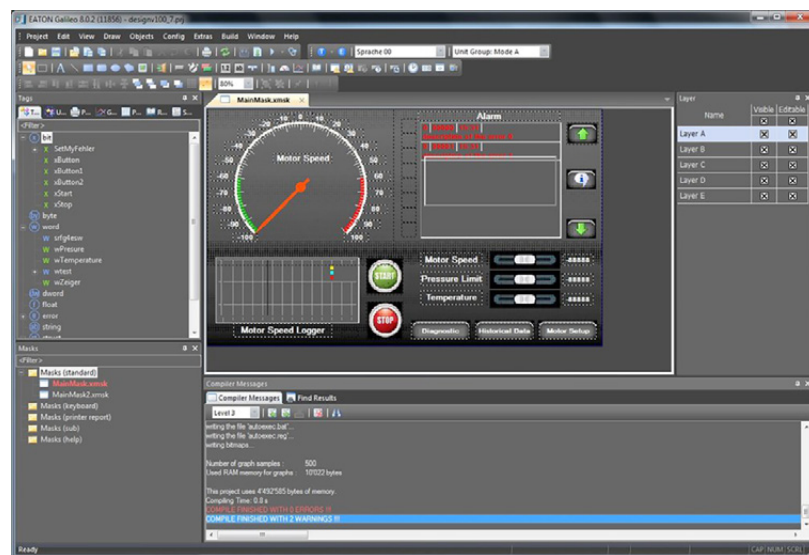 EATON Galileo 8.0.2 (11856) - designv100_7.prj
Project Edit View Draw Objects Config Extras Build Window Help
Sprache 00 Unit Group: Mode A
80%
Tags
T... U... P... G... P... R... S...
<Filter>
bit
SetMyFehler
xButton
xButton1
xButton2
xStart
xStop
byte
word
wPresure
wTemperature
wtest
wZeiger
dword
float
error
string
Masks
<Filter>
Masks (standard)
MainMask.xmsk
MainMask2.xmsk
Masks (keyboard)
Masks (printer report)
Masks (sub)
Masks (help)
MainMask.xmsk
Motor Speed
-100
100
Alarm
START
STOP
Motor Speed Logger
Motor Speed
Pressure Limit
Temperature
Diagnostic Historical Data Motor Setup
Layer
Name Visible Editable
Layer A
Layer B
Layer C
Layer D
Layer E
Compiler Messages
Compiler Messages Find Results
Level 3
writing the file 'autoexec.bat'...
writing the file 'autoexec.reg'...
writing bitmaps...
Number of graph samples : 500
Used RAM memory for graphs : 10'022 bytes
This project uses 4'492'585 bytes of memory.
Compiling Time: 0.8 s
COMPILE FINISHED WITH 0 ERRORS !!!
COMPILE FINISHED WITH 2 WARNINGS !!!
Ready
CAP NUM SCRL